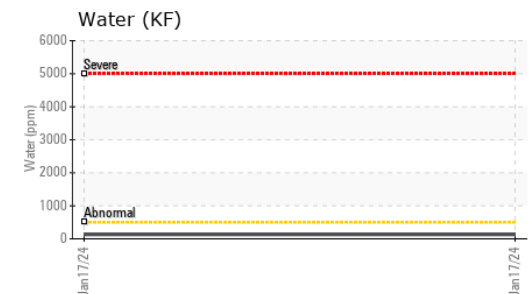 Water (KF)
6000
Severe
5000
4000
3000
2000
1000
Abnormal
0
Water (ppm)
Jan17/24
Jan17/24